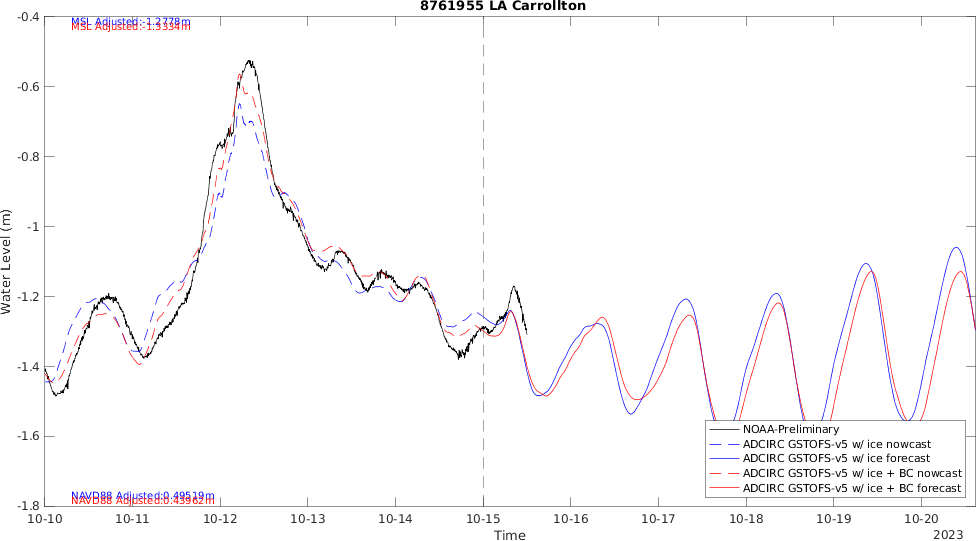 8761955 LA Carrollton
MSL Adjusted:-1.2778m
MSL Adjusted:-1.3334m
-0.4
-0.6
-0.8
-1
-1.2
-1.4
-1.6
-1.8
Water Level (m)
NOAA-Preliminary
ADCIRC GSTOFS-v5 w/ ice nowcast
ADCIRC GSTOFS-v5 w/ ice forecast
ADCIRC GSTOFS-v5 w/ ice + BC nowcast
ADCIRC GSTOFS-v5 w/ ice + BC forecast
NAVD88 Adjusted:0.49519m
NAVD88 Adjusted:0.43962m
10-10 10-11 10-12 10-13 10-14 10-15 10-16 10-17 10-18 10-19 10-20
Time
2023